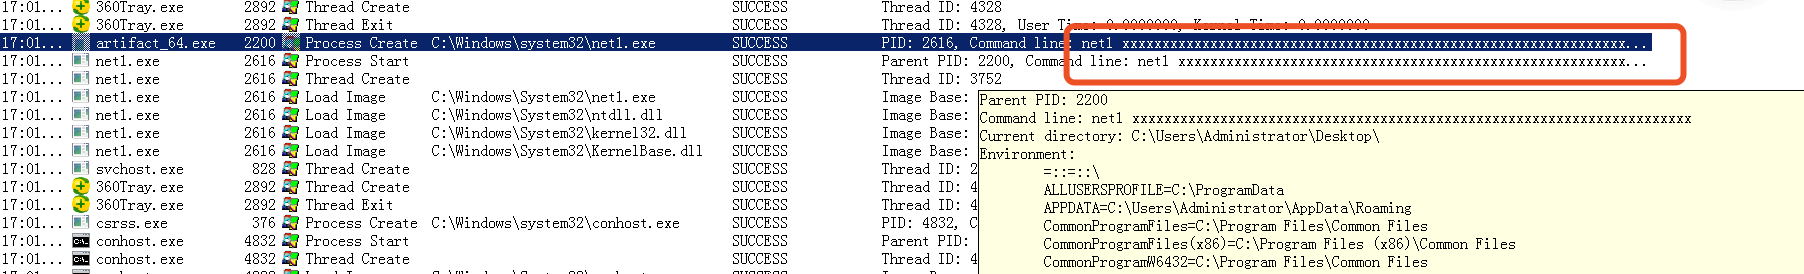 17:01... 360Tray.exe 2892 Thread Create SUCCESS Thread ID: 4328
17:01... 360Tray.exe 2892 Thread Exit SUCCESS Thread ID: 4328, User Time: 0.0000000, Kernel Time: 0.0000000
17:01... artifact_64.exe 2200 Process Create C:\Windows\system32\net1.exe SUCCESS PID: 2616, Command line: net1 xxxxxxxxxxxxxxxxxxxxxxxxxxxxxxxxxxxxxxxxxxxxxxxxxxxxxxxxxxxxxxx...
17:01... net1.exe 2616 Process Start SUCCESS Parent PID: 2200, Command line: net1 xxxxxxxxxxxxxxxxxxxxxxxxxxxxxxxxxxxxxxxxxxxxxxxxxxxxxxxx...
17:01... net1.exe 2616 Thread Create SUCCESS Thread ID: 3752
17:01... net1.exe 2616 Load Image C:\Windows\System32\net1.exe SUCCESS Image Base:
17:01... net1.exe 2616 Load Image C:\Windows\System32\ntdll.dll SUCCESS Image Base:
17:01... net1.exe 2616 Load Image C:\Windows\System32\kernel32.dll SUCCESS Image Base:
17:01... net1.exe 2616 Load Image C:\Windows\System32\KernelBase.dll SUCCESS Image Base:
17:01... svchost.exe 828 Thread Create SUCCESS Thread ID: 2
17:01... 360Tray.exe 2892 Thread Create SUCCESS Thread ID: 4
17:01... 360Tray.exe 2892 Thread Exit SUCCESS Thread ID: 4
17:01... csrss.exe 376 Process Create C:\Windows\system32\conhost.exe SUCCESS PID: 4832, C
17:01... conhost.exe 4832 Process Start SUCCESS Parent PID:
17:01... conhost.exe 4832 Thread Create SUCCESS Thread ID: 4
Parent PID: 2200
Command line: net1 xxxxxxxxxxxxxxxxxxxxxxxxxxxxxxxxxxxxxxxxxxxxxxxxxxxxxxxxxxxxxxxxxxxxxx
Current directory: C:\Users\Administrator\Desktop\
Environment:
=::=::\
ALLUSERSPROFILE=C:\ProgramData
APPDATA=C:\Users\Administrator\AppData\Roaming
CommonProgramFiles=C:\Program Files\Common Files
CommonProgramFiles(x86)=C:\Program Files (x86)\Common Files
CommonProgramW6432=C:\Program Files\Common Files